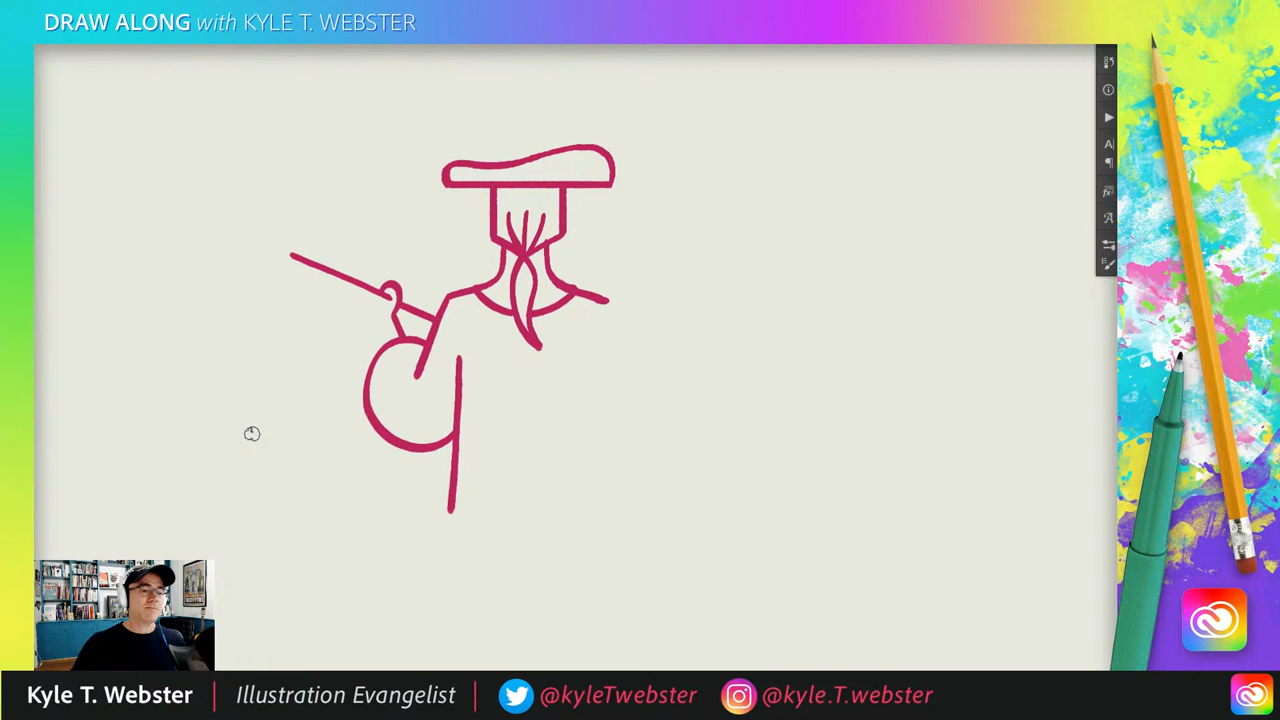 DRAW ALONG with KYLE T. WEBSTER
Kyle T. Webster | Illustration Evangelist | @kyleTwebster @kyle.T.webster